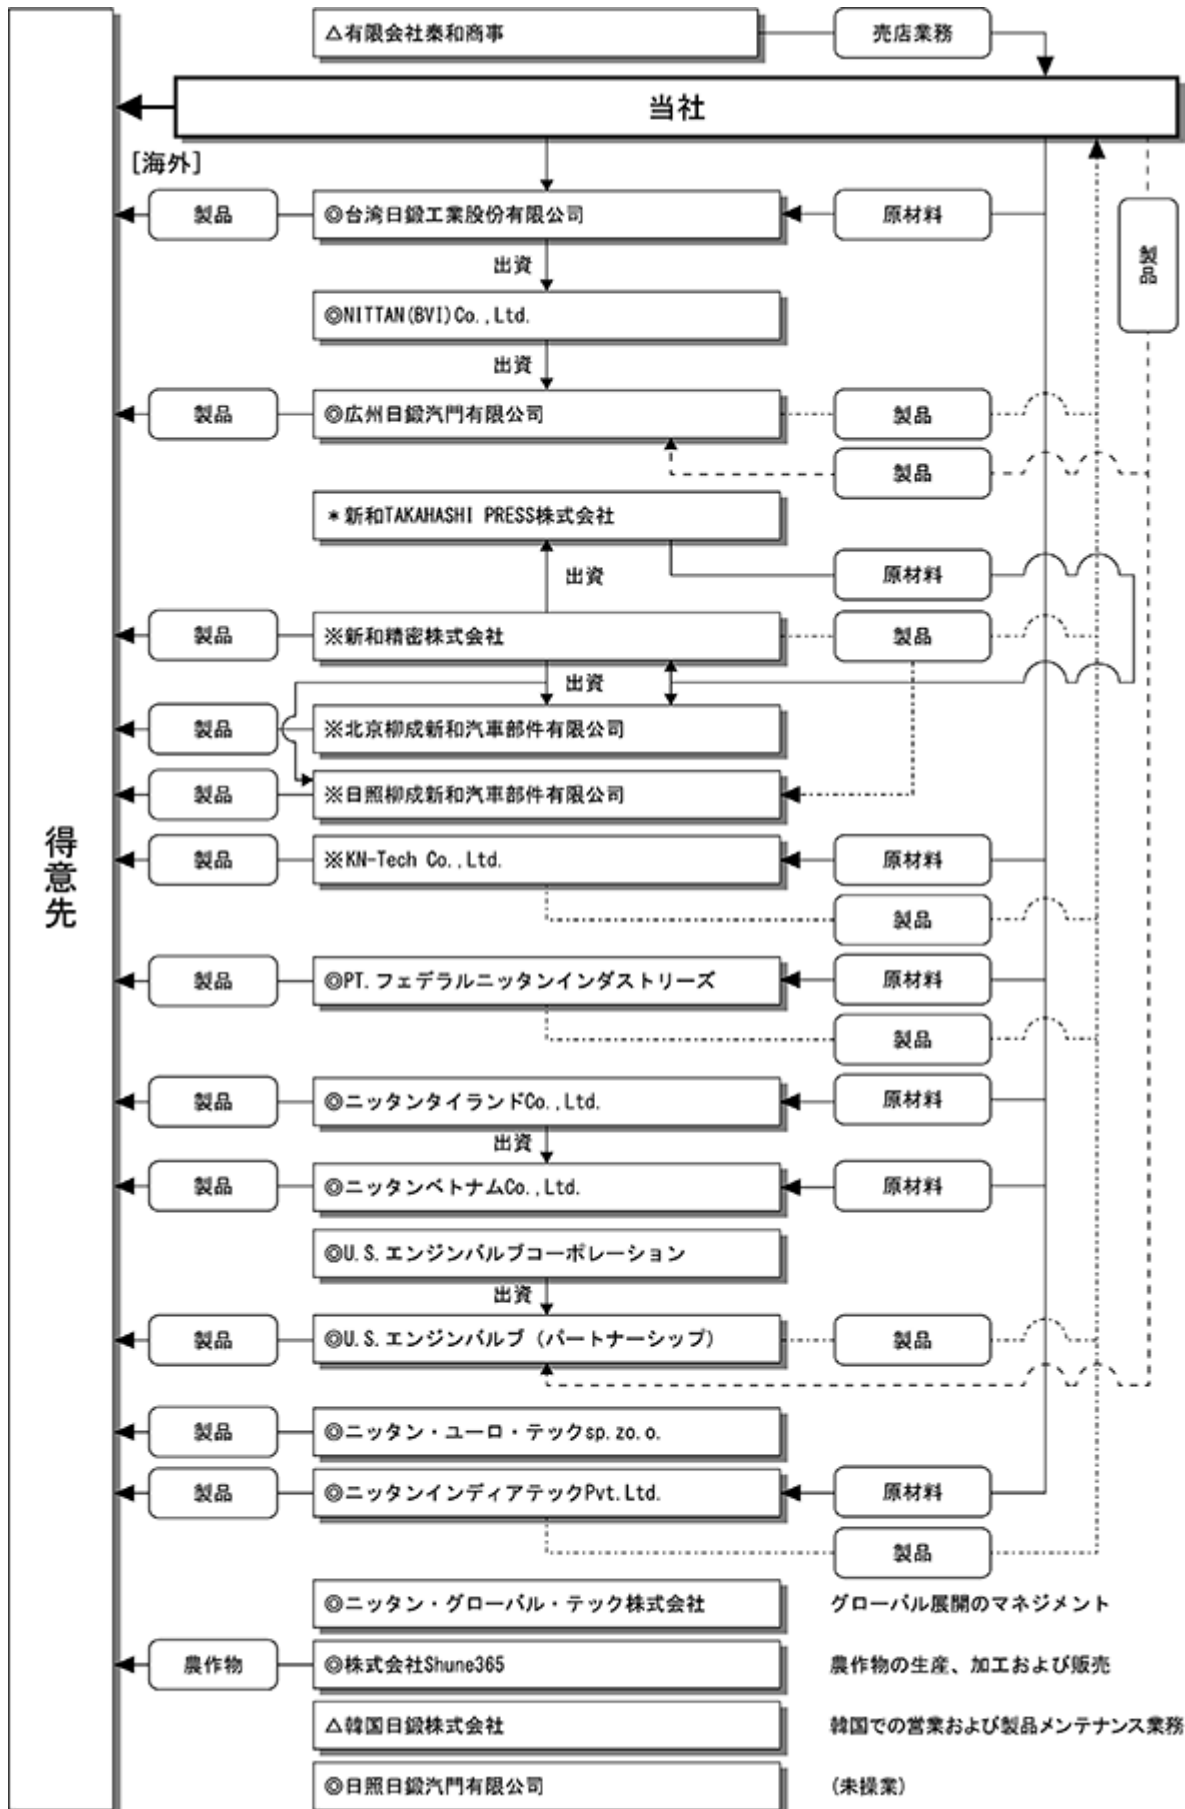 △有限会社秦和商事 売店業務
当社
[海外]
製品 ◎台湾日鍛工業股份有限公司 原材料
製品
出資
◎NITTAN(BVI)Co.,Ltd.
出資
製品 ◎広州日鍛汽門有限公司 製品
製品
＊新和TAKAHASHI PRESS株式会社
出資 原材料
製品 ※新和精密株式会社 製品
出資
製品 ※北京柳成新和汽車部件有限公司
製品 ※日照柳成新和汽車部件有限公司
得意先
製品 ※KN-Tech Co.,Ltd. 原材料
製品
製品 ◎PT.フェデラルニッタンインダストリーズ 原材料
製品
製品 ◎ニッタンタイランドCo.,Ltd. 原材料
出資
製品 ◎ニッタンベトナムCo.,Ltd. 原材料
◎U.S.エンジンバルブコーポレーション
出資
製品 ◎U.S.エンジンバルブ（パートナーシップ） 製品
製品 ◎ニッタン・ユーロ・テックsp.zo.o.
製品 ◎ニッタンインディアテックPvt.Ltd. 原材料
製品
◎ニッタン・グローバル・テック株式会社 グローバル展開のマネジメント
農作物 ◎株式会社Shune365 農作物の生産、加工および販売
△韓国日鍛株式会社 韓国での営業および製品メンテナンス業務
◎日照日鍛汽門有限公司 (未操業)